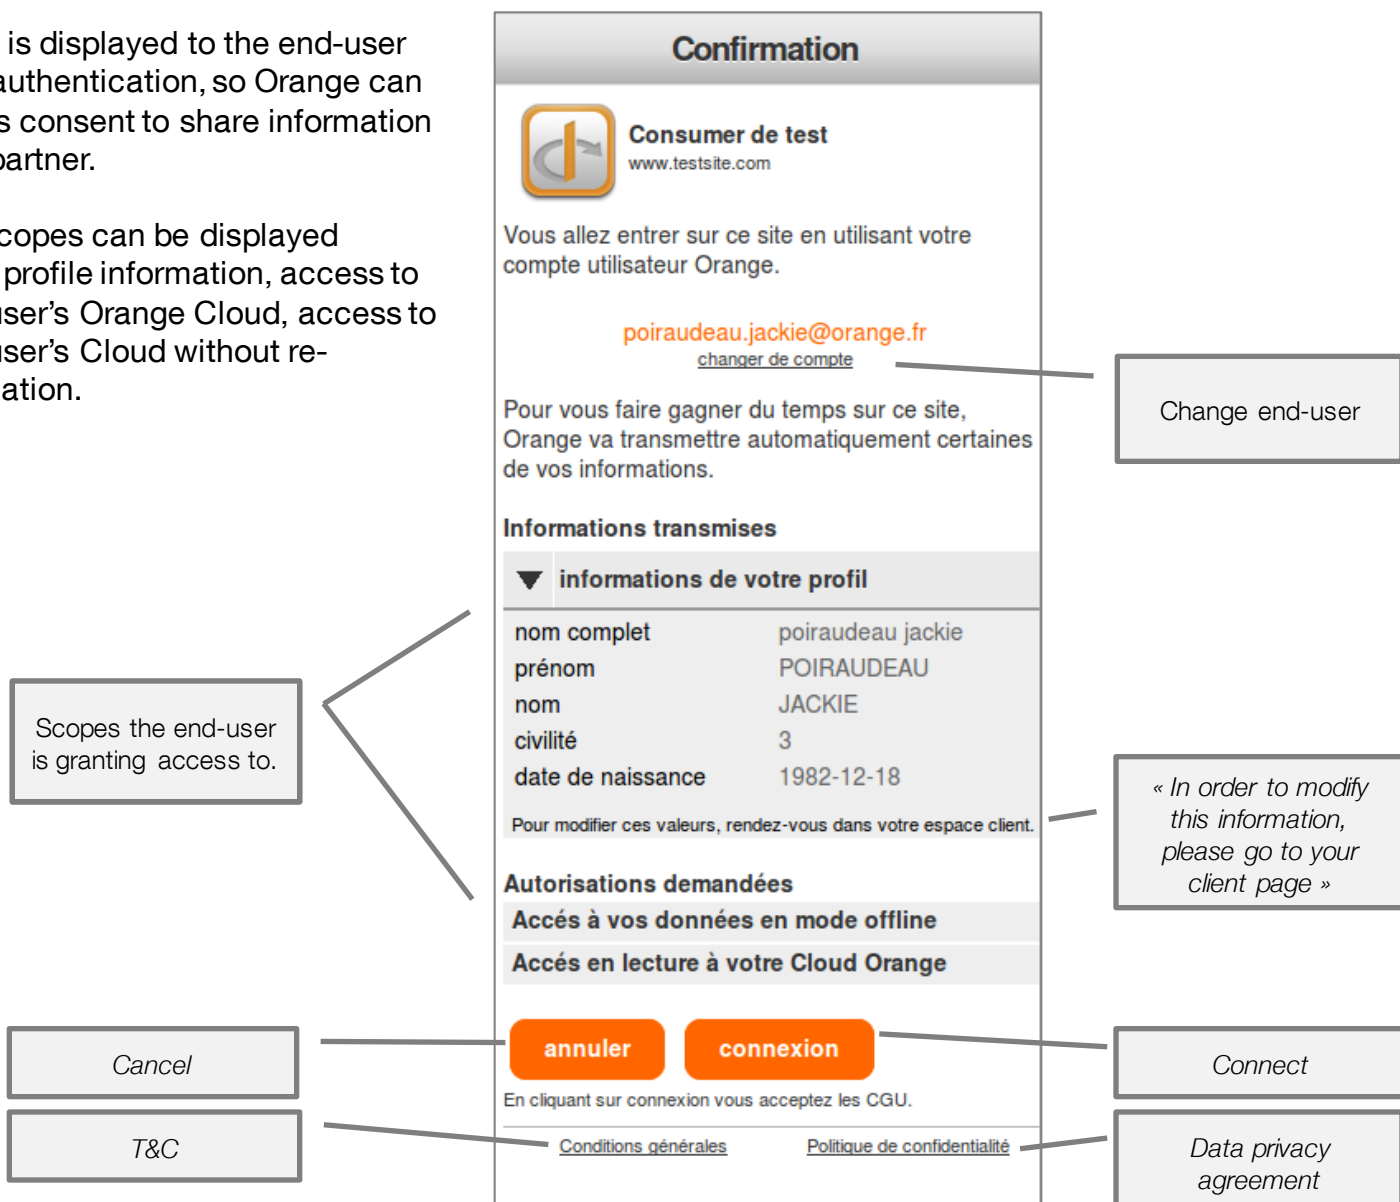 is displayed to the end-user
authentication, so Orange can
s consent to share information
partner.
copes can be displayed
profile information, access to
user's Orange Cloud, access to
user's Cloud without re-
ation.
Confirmation
Consumer de test
www.testsite.com
Vous allez entrer sur ce site en utilisant votre
compte utilisateur Orange.
poiraudeau.jackie@orange.fr
changer de compte
Change end-user
Pour vous faire gagner du temps sur ce site,
Orange va transmettre automatiquement certaines
de vos informations.
Informations transmises
informations de votre profil
nom complet poiraudeau jackie
prénom POIRAUDEAU
nom JACKIE
civilité 3
date de naissance 1982-12-18
Pour modifier ces valeurs, rendez-vous dans votre espace client.
Scopes the end-user
is granting access to.
« In order to modify
this information,
please go to your
client page »
Autorisations demandées
Accés à vos données en mode offline
Accés en lecture à votre Cloud Orange
Cancel
annuler connexion
Connect
En cliquant sur connexion vous acceptez les CGU.
T&C
Conditions générales Politique de confidentialité
Data privacy
agreement